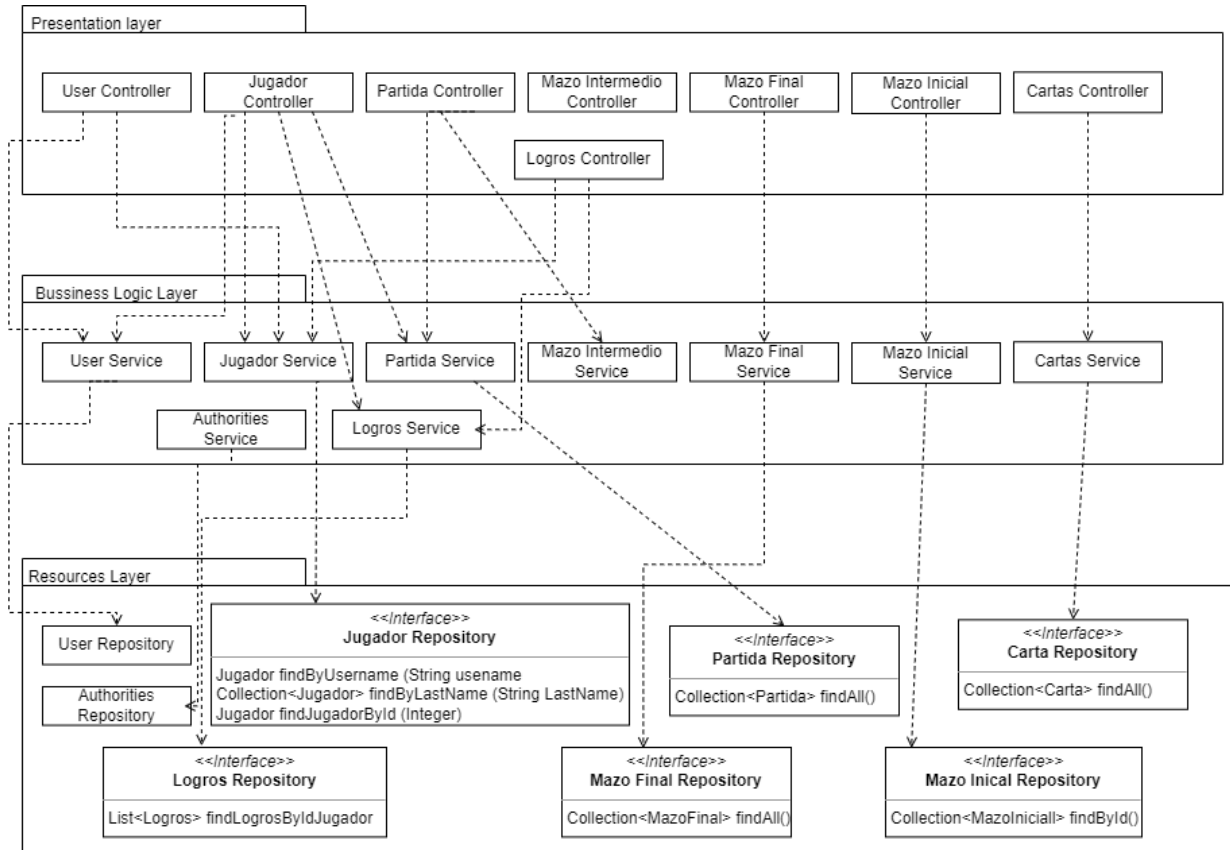 Presentation layer
User Controller
Jugador
Controller
Partida Controller
Mazo Intermedio
Controller
Mazo Final
Controller
Mazo Inicial
Controller
Cartas Controller
Logros Controller
Bussiness Logic Layer
User Service
Jugador Service
Partida Service
Mazo Intermedio
Service
Mazo Final
Service
Mazo Inicial
Service
Cartas Service
Authorities
Service
Logros Service
Resources Layer
User Repository
Authorities
Repository
<<Interface>>
Jugador Repository
Jugador findByUsername (String usename
Collection<Jugador> findByLastName (String LastName)
Jugador findJugadorById (Integer)
<<Interface>>
Partida Repository
Collection<Partida> findAll()
<<Interface>>
Carta Repository
Collection<Carta> findAll()
<<Interface>>
Logros Repository
List<Logros> findLogrosByIdJugador
<<Interface>>
Mazo Final Repository
Collection<MazoFinal> findAll()
<<Interface>>
Mazo Inical Repository
Collection<MazoIniciall> findById()